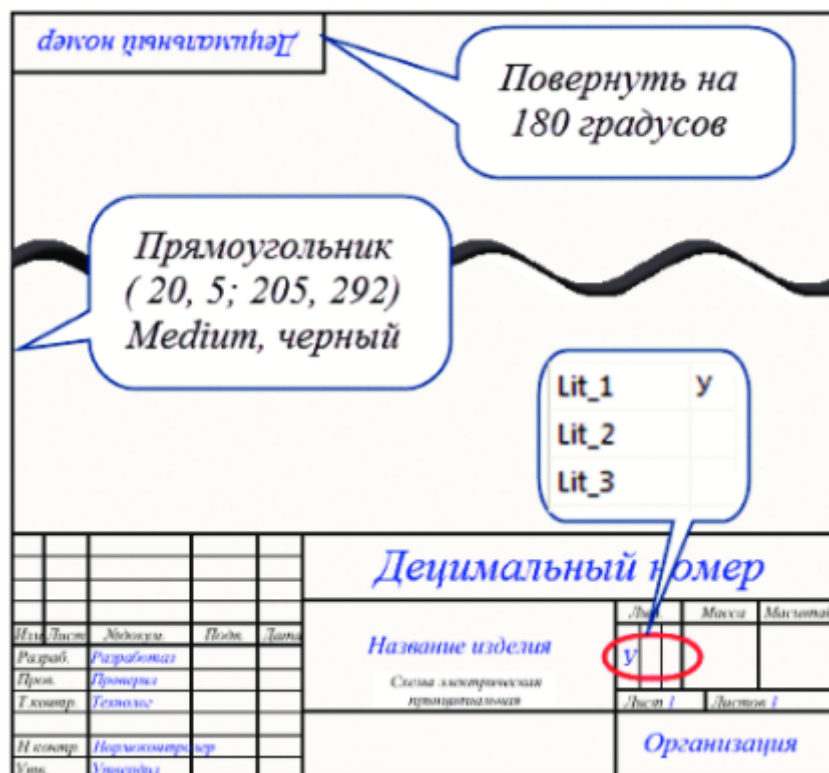 Децимальный номер
Повернуть на
180 градусов
Прямоугольник
( 20, 5; 205, 292)
Medium, черный
Lit_1 У
Lit_2
Lit_3
Децимальный номер
Лит. Масса Масштаб
Изм Лист №докум. Подп. Дата
Название изделия
У
Разраб. Разработал
Пров. Проверил
Схема электрическая
принципиальная
Т.контр. Технолог
Лист 1 Листов 1
Н контр. Нормоконтролер
Организация
Утв. Утвердил